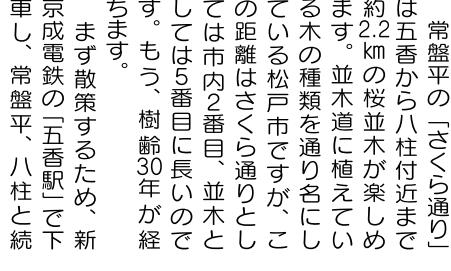 常盤平の「さくら通り」
は五香から八柱付近まで
約2.2kmの桜並木が楽しめ
ます。並木道に植えてい
る木の種類を通り名にし
ている松戸市ですが、こ
の距離はさくら通りとし
ては市内2番目、並木と
しては5番目に長いので
す。もう、樹齢30年が経
ちます。
まず散策するため、新
京成電鉄の「五香駅」で下
車し、常盤平、八柱と続